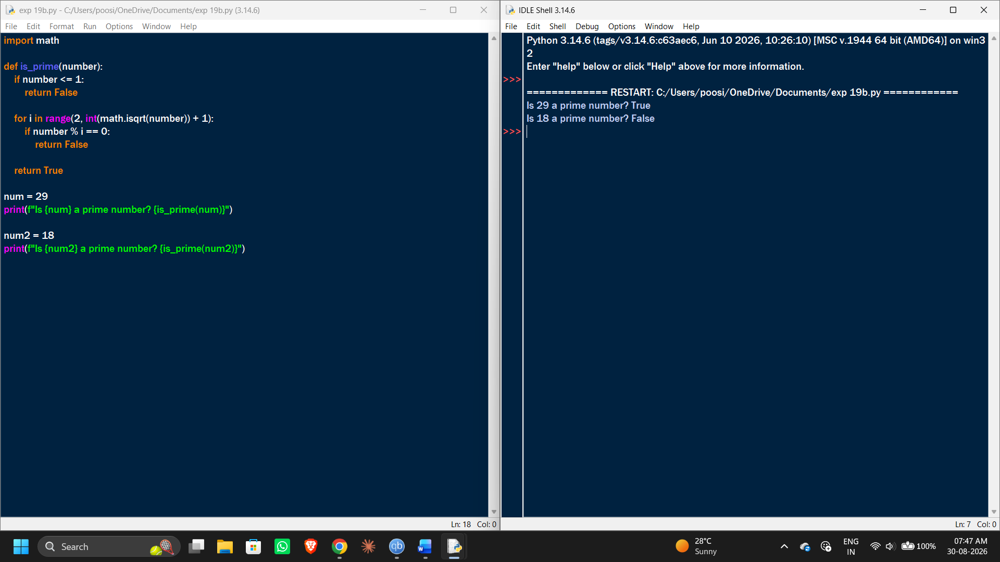 exp 19b.py - C:/Users/poosi/OneDrive/Documents/exp 19b.py (3.14.6)
File Edit Format Run Options Window Help
import math
def is_prime(number):
    if number <= 1:
        return False
    for i in range(2, int(math.isqrt(number)) + 1):
        if number % i == 0:
            return False
    return True
num = 29
print(f"Is {num} a prime number? {is_prime(num)}")
num2 = 18
print(f"Is {num2} a prime number? {is_prime(num2)}")
Ln: 18 Col: 0
IDLE Shell 3.14.6
File Edit Shell Debug Options Window Help
Python 3.14.6 (tags/v3.14.6:c63aec6, Jun 10 2026, 10:26:10) [MSC v.1944 64 bit (AMD64)] on win3
2
Enter "help" below or click "Help" above for more information.
>>>
============= RESTART: C:/Users/poosi/OneDrive/Documents/exp 19b.py ============
Is 29 a prime number? True
Is 18 a prime number? False
>>>
Ln: 7 Col: 0
Search
qb
W
28°C
Sunny
ENG
IN
100%
07:47 AM
30-08-2026